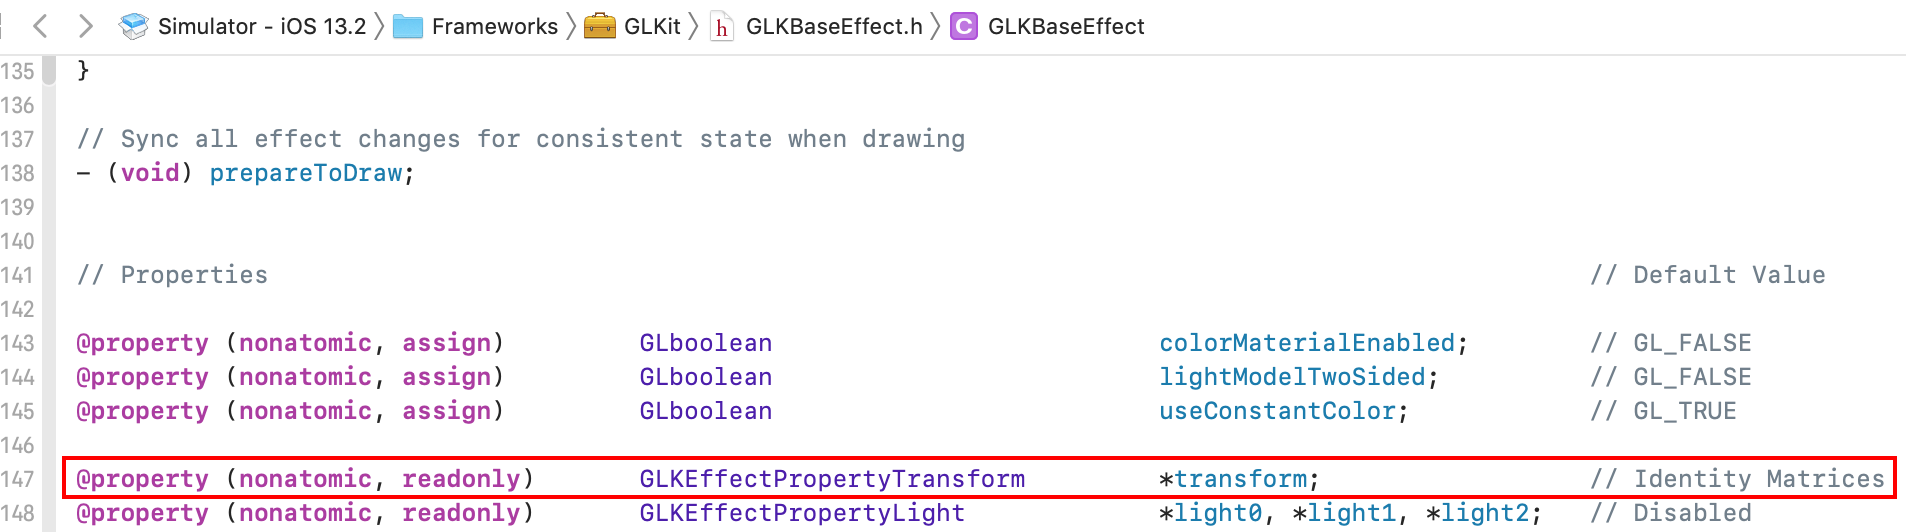 Simulator - iOS 13.2 Frameworks GLKit h GLKBaseEffect.h C GLKBaseEffect
135 }
136
137 // Sync all effect changes for consistent state when drawing
138 - (void) prepareToDraw;
139
140
141 // Properties // Default Value
142
143 @property (nonatomic, assign) GLboolean colorMaterialEnabled; // GL_FALSE
144 @property (nonatomic, assign) GLboolean lightModelTwoSided; // GL_FALSE
145 @property (nonatomic, assign) GLboolean useConstantColor; // GL_TRUE
146
147 @property (nonatomic, readonly) GLKEffectPropertyTransform *transform; // Identity Matrices
148 @property (nonatomic, readonly) GLKEffectPropertyLight *light0, *light1, *light2; // Disabled